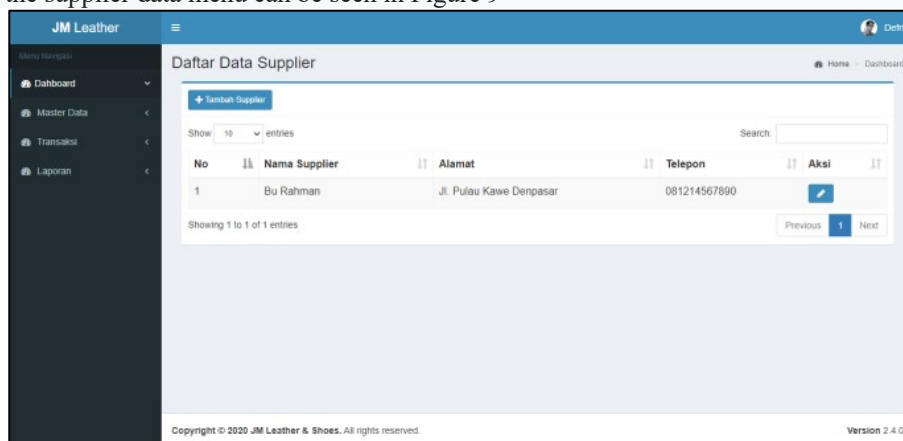 the supplier data menu can be seen in Figure 9
JM Leather
Menu Navigasi
Dahboard
Master Data
Transaksi
Laporan
Detri
Daftar Data Supplier
Home
Dashboard
+ Tambah Supplier
Show 10 entries
Search:
No Nama Supplier Alamat Telepon Aksi
1 Bu Rahman Jl. Pulau Kawe Denpasar 081214567890
Showing 1 to 1 of 1 entries
Previous 1 Next
Copyright © 2020 JM Leather & Shoes. All rights reserved.
Version 2.4.0